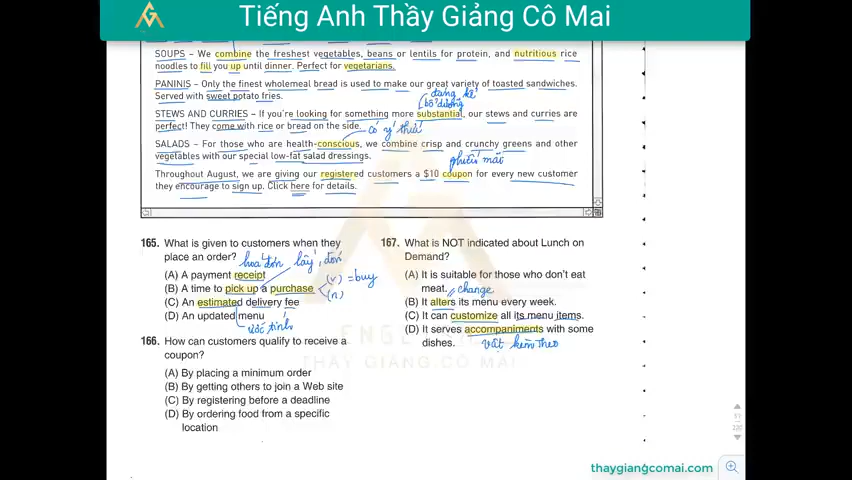 Tiếng Anh Thầy Giảng Cô Mai
SOUPS – We combine the freshest vegetables, beans or lentils for protein, and nutritious rice
noodles to fill you up until dinner. Perfect for vegetarians.
PANINIS – Only the finest wholemeal bread is used to make our great variety of toasted sandwiches.
Served with sweet potato fries.
đáng kể
bổ dưỡng
STEWS AND CURRIES – If you're looking for something more substantial, our stews and curries are
perfect! They come with rice or bread on the side.
có ý thức
SALADS – For those who are health-conscious, we combine crisp and crunchy greens and other
vegetables with our special low-fat salad dressings.
phiếu mãi
Throughout August, we are giving our registered customers a $10 coupon for every new customer
they encourage to sign up. Click here for details.
165. What is given to customers when they
place an order?
hoá đơn
lấy, đón
(A) A payment receipt
(B) A time to pick up a purchase
(v) = buy
(n)
(C) An estimated delivery fee
(D) An updated menu
ước tính
166. How can customers qualify to receive a
coupon?
(A) By placing a minimum order
(B) By getting others to join a Web site
(C) By registering before a deadline
(D) By ordering food from a specific
location
167. What is NOT indicated about Lunch on
Demand?
(A) It is suitable for those who don't eat
meat.
change
(B) It alters its menu every week.
(C) It can customize all its menu items.
(D) It serves accompaniments with some
dishes.
vật kèm theo
THẦY GIẢNG CÔ MAI
thaygiangcomai.com